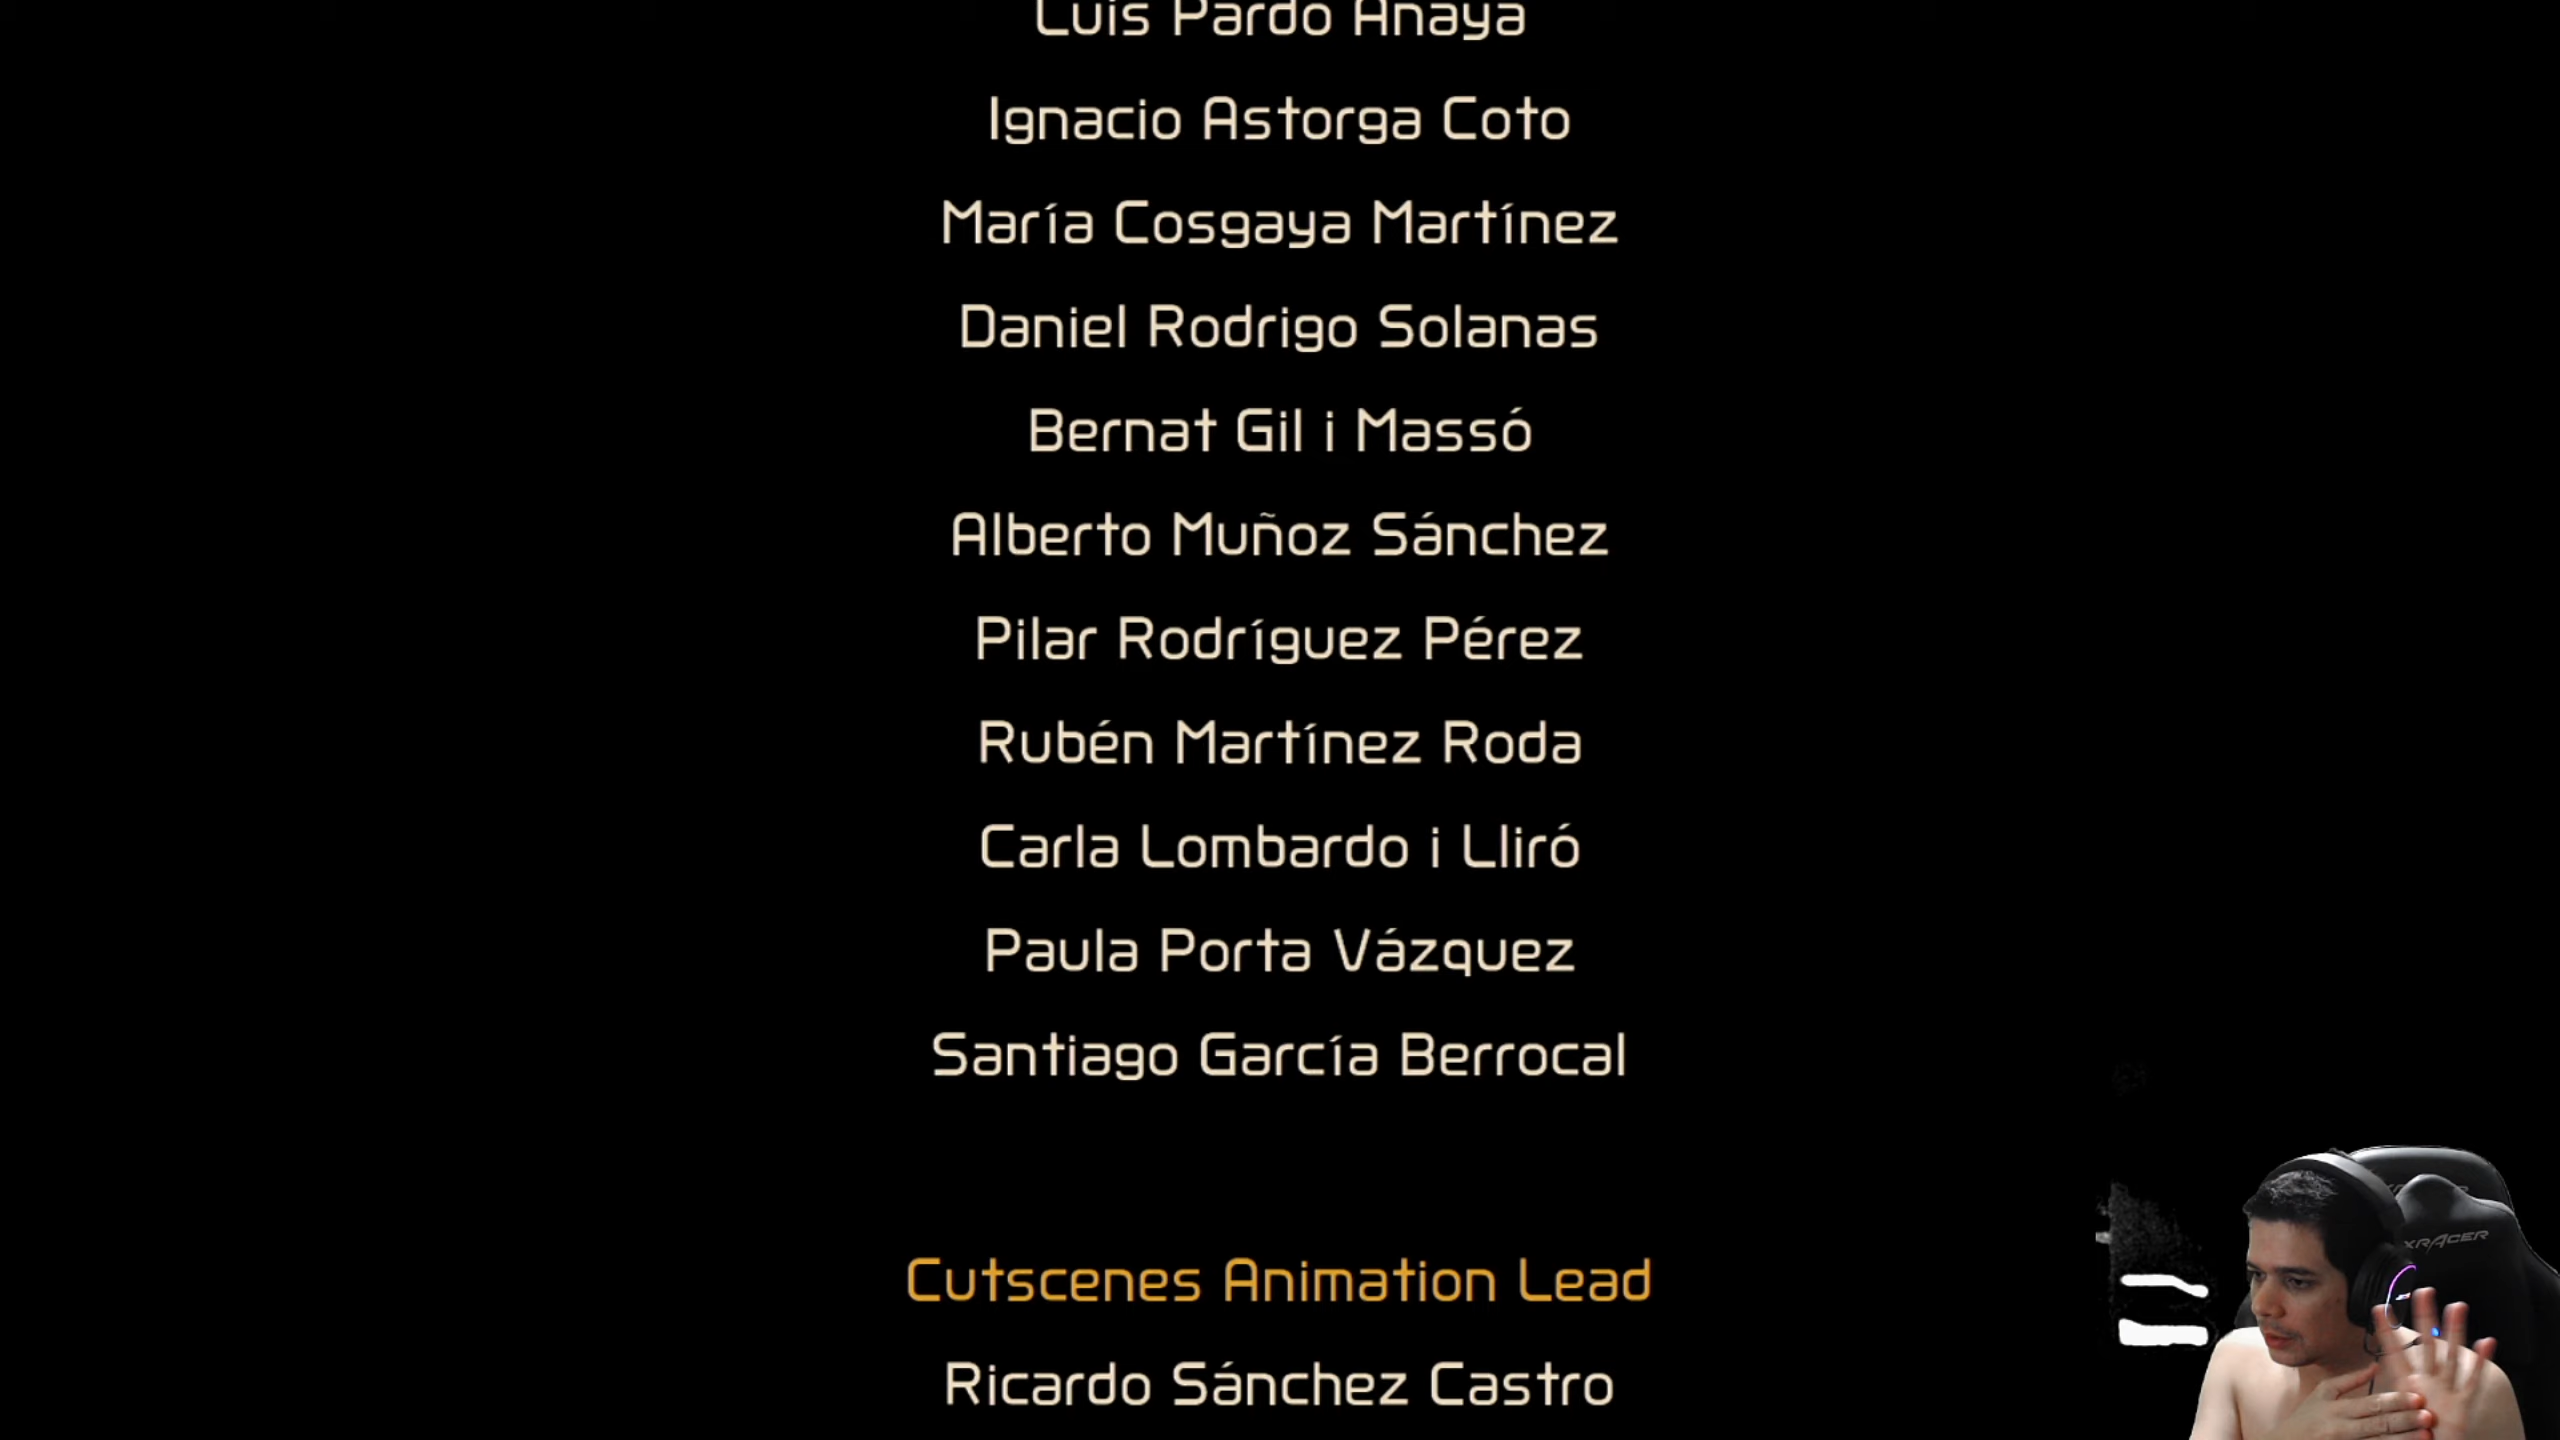 Luis Pardo Anaya
Ignacio Astorga Coto
María Cosgaya Martínez
Daniel Rodrigo Solanas
Bernat Gil i Massó
Alberto Muñoz Sánchez
Pilar Rodríguez Pérez
Rubén Martínez Roda
Carla Lombardo i Lliró
Paula Porta Vázquez
Santiago García Berrocal
Cutscenes Animation Lead
Ricardo Sánchez Castro
XRACER